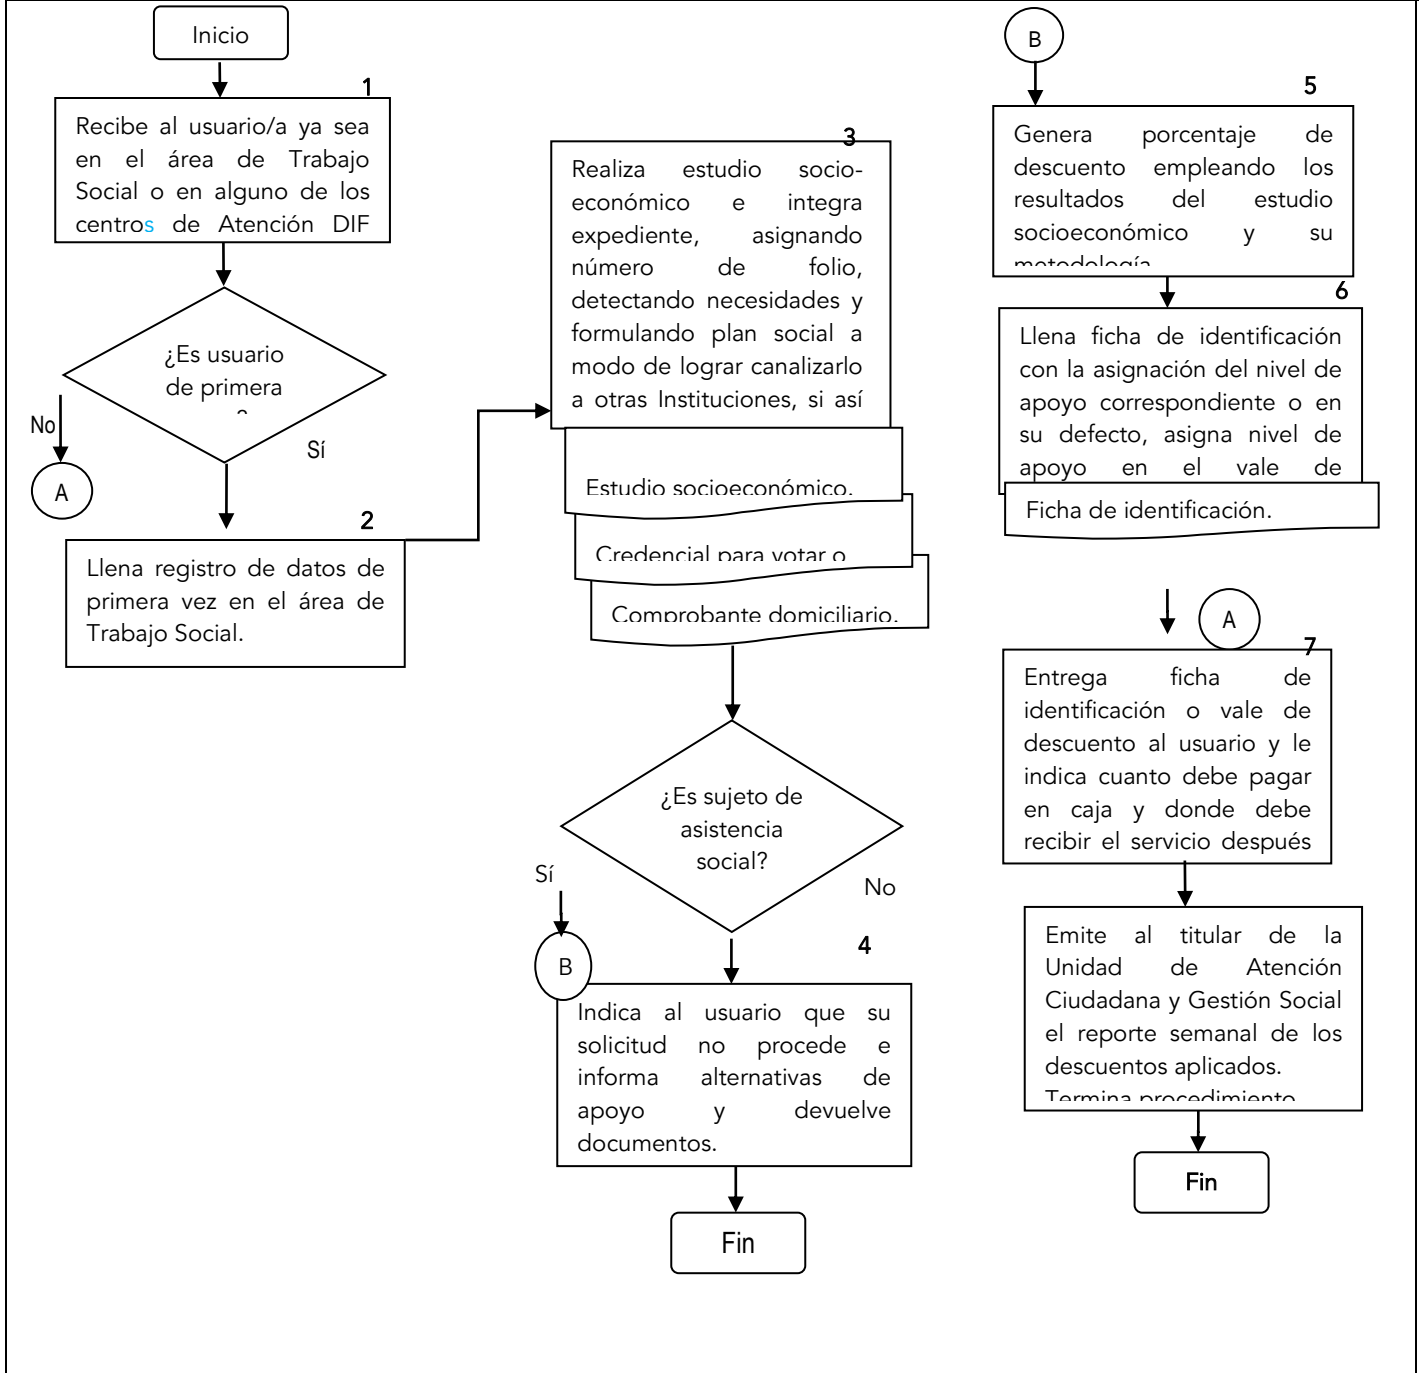 Inicio
1
Recibe al usuario/a ya sea
en el área de Trabajo
Social o en alguno de los
centros de Atención DIF
¿Es usuario
de primera
No
Sí
A
2
Llena registro de datos de
primera vez en el área de
Trabajo Social.
3
Realiza estudio socio-
económico e integra
expediente, asignando
número de folio,
detectando necesidades y
formulando plan social a
modo de lograr canalizarlo
a otras Instituciones, si así
Estudio socioeconómico.
Credencial para votar o
Comprobante domiciliario.
¿Es sujeto de
asistencia
social?
Sí
No
B
4
Indica al usuario que su
solicitud no procede e
informa alternativas de
apoyo y devuelve
documentos.
Fin
B
5
Genera porcentaje de
descuento empleando los
resultados del estudio
socioeconómico y su
metodología
6
Llena ficha de identificación
con la asignación del nivel de
apoyo correspondiente o en
su defecto, asigna nivel de
apoyo en el vale de
Ficha de identificación.
A
7
Entrega ficha de
identificación o vale de
descuento al usuario y le
indica cuanto debe pagar
en caja y donde debe
recibir el servicio después
Emite al titular de la
Unidad de Atención
Ciudadana y Gestión Social
el reporte semanal de los
descuentos aplicados.
Termina procedimiento
Fin